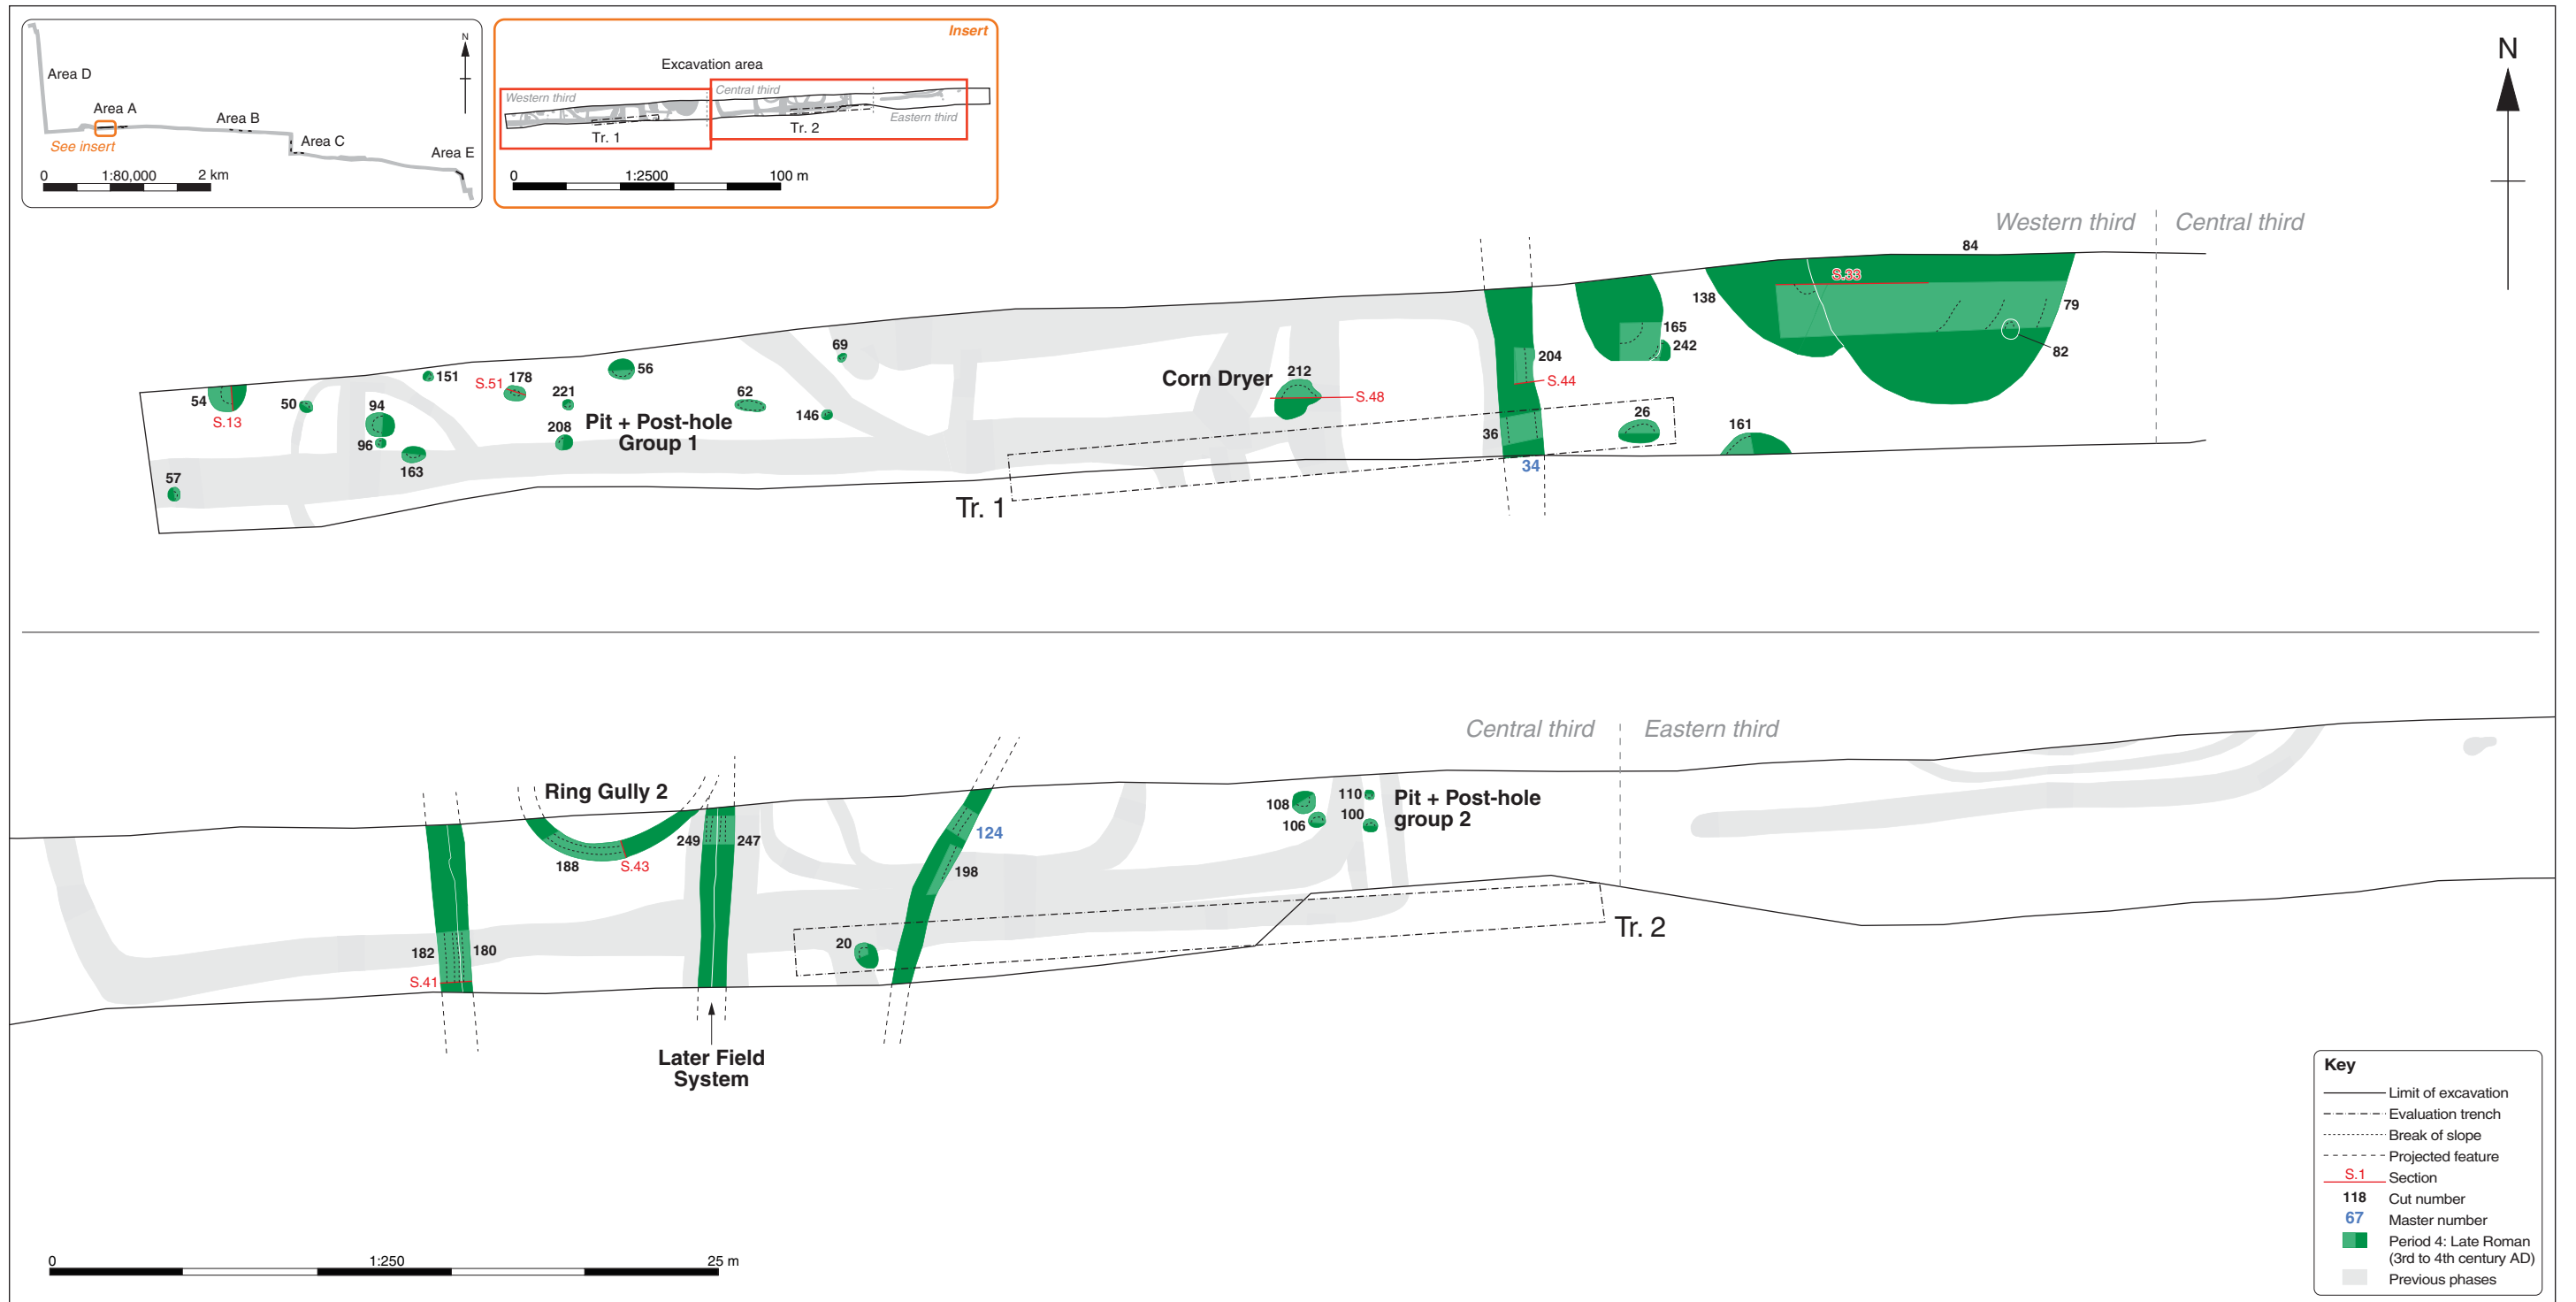 Area D
Area A
See insert
Area B
Area C
Area E
N
0 1:80,000 2 km
Insert
Excavation area
Western third
Central third
Eastern third
Tr. 1
Tr. 2
0 1:2500 100 m
N
Western third
Central third
84
S.33
138
79
82
165
242
204
S.44
36
34
26
161
Corn Dryer
212
S.48
69
56
151
S.51
178
221
62
146
54
S.13
50
94
96
163
208
Pit + Post-hole
Group 1
57
Tr. 1
Central third
Eastern third
Ring Gully 2
188
S.43
249
247
124
198
108
106
110
100
Pit + Post-hole
group 2
182
180
S.41
20
Tr. 2
Later Field
System
0 1:250 25 m
Key
Limit of excavation
Evaluation trench
Break of slope
Projected feature
S.1 Section
118 Cut number
67 Master number
Period 4: Late Roman
(3rd to 4th century AD)
Previous phases